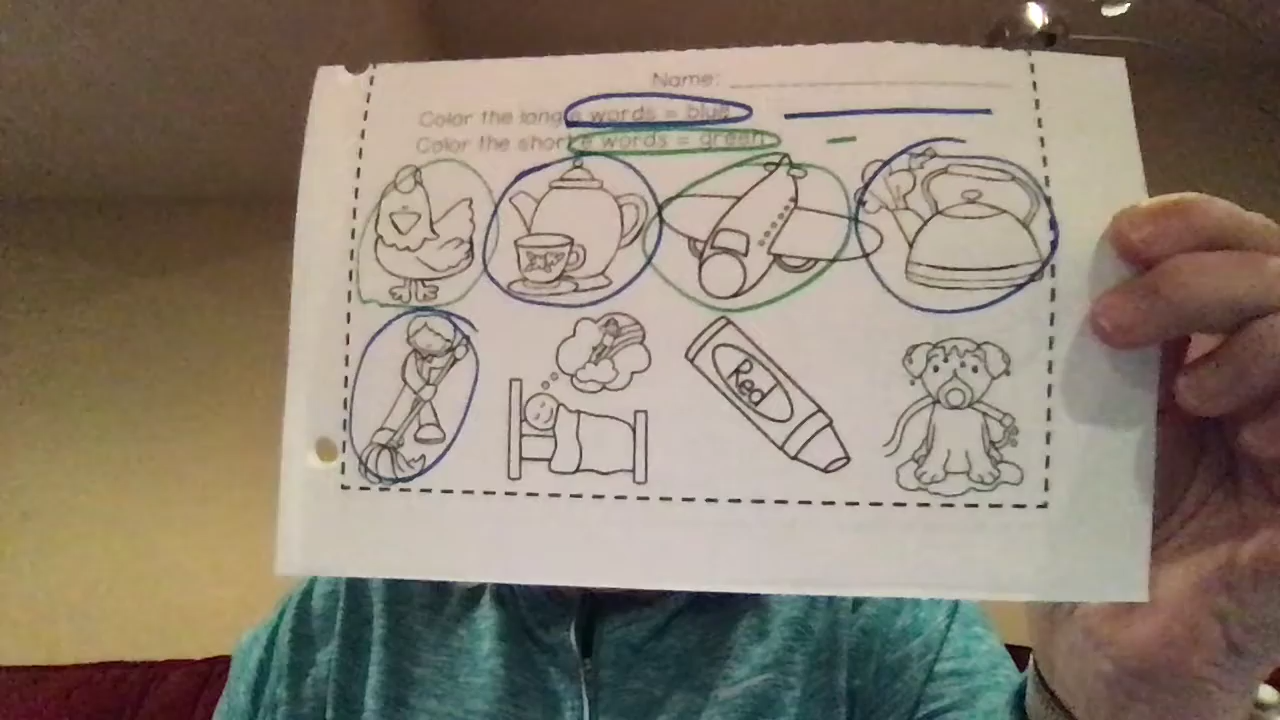 Name:
Color the long e words = blue
Color the short e words = green
Red